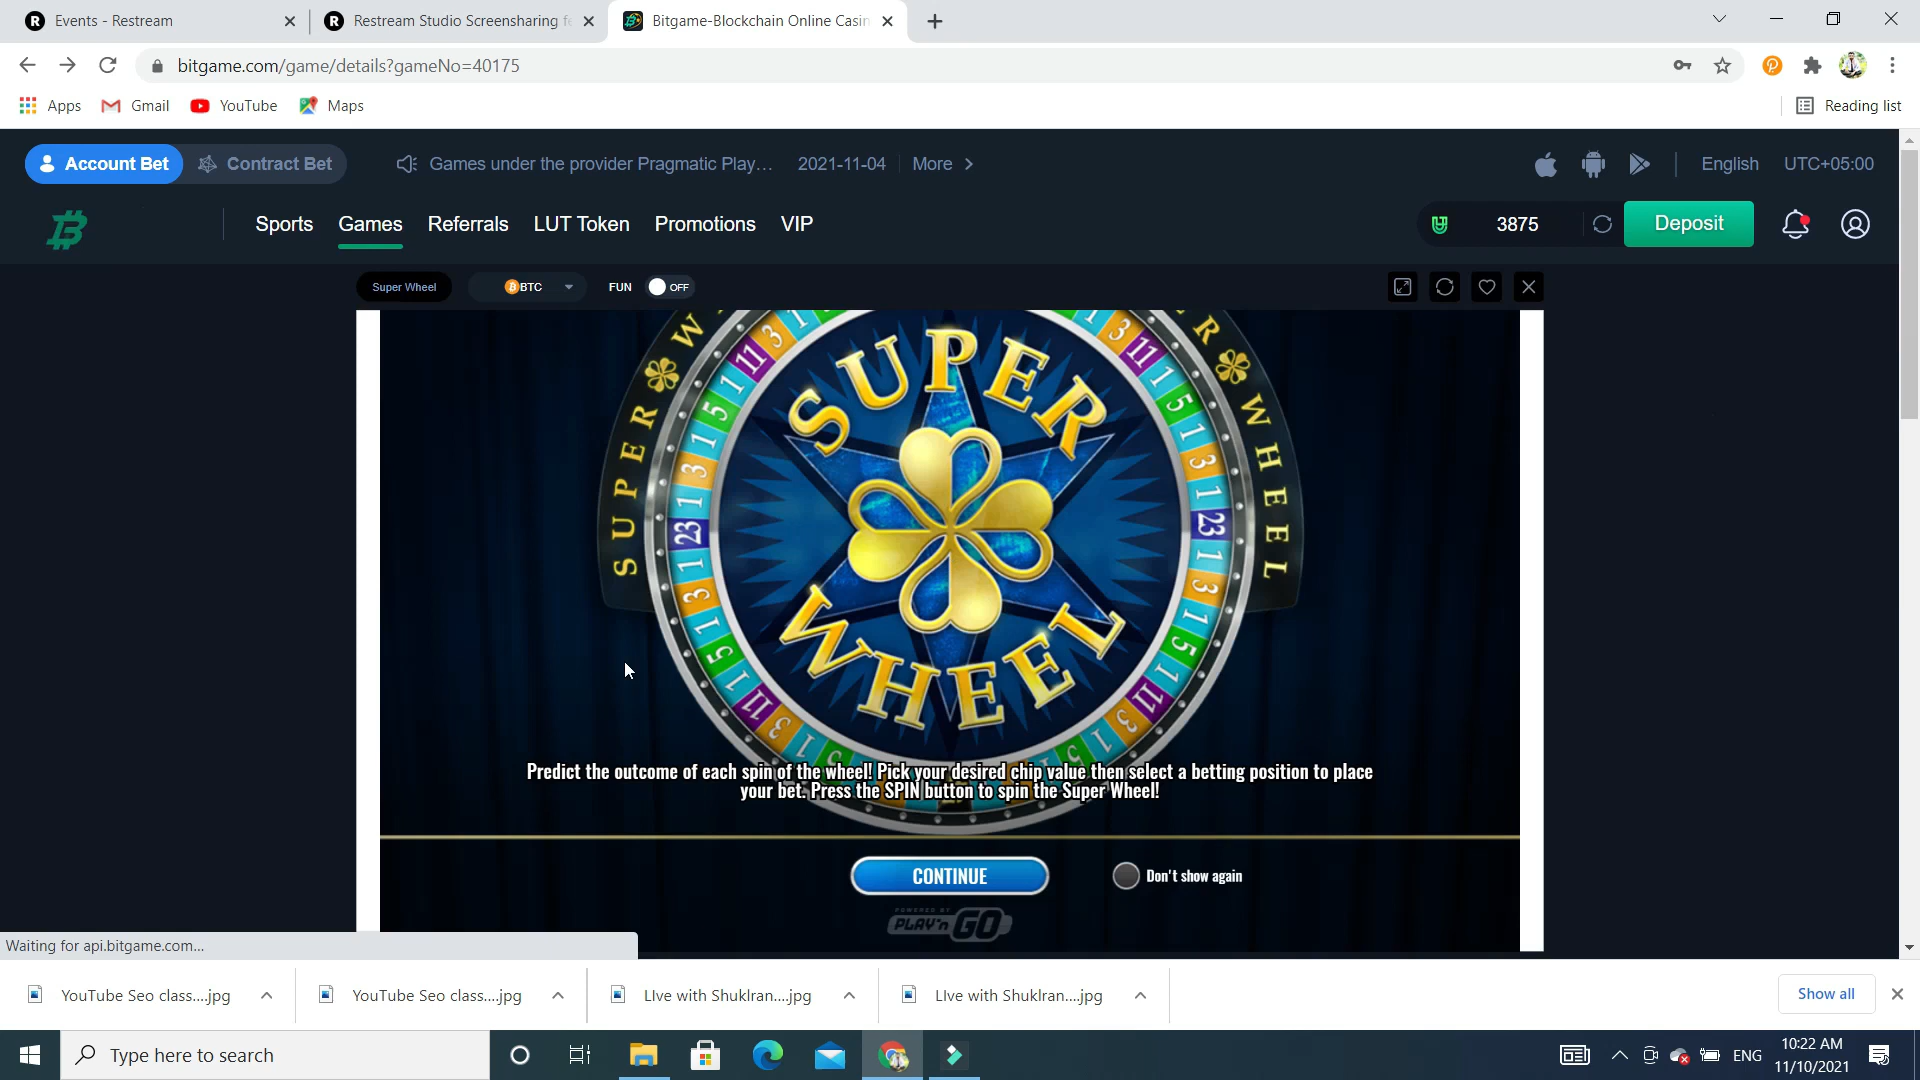 Events - Restream
Restream Studio Screensharing fe
Bitgame-Blockchain Online Casin
bitgame.com/game/details?gameNo=40175
Apps
Gmail
YouTube
Maps
Reading list
Account Bet
Contract Bet
Games under the provider Pragmatic Play... 2021-11-04 More >
English
UTC+05:00
Sports
Games
Referrals
LUT Token
Promotions
VIP
3875
Deposit
Super Wheel
BTC
FUN
OFF
SUPER WHEEL
SUPER
WHEEL
Predict the outcome of each spin of the wheel! Pick your desired chip value then select a betting position to place
your bet. Press the SPIN button to spin the Super Wheel!
CONTINUE
Don't show again
POWERED BY
PLAY'n GO
Waiting for api.bitgame.com...
YouTube Seo class....jpg
YouTube Seo class....jpg
LIve with Shuklran....jpg
LIve with Shuklran....jpg
Show all
Type here to search
ENG
10:22 AM
11/10/2021